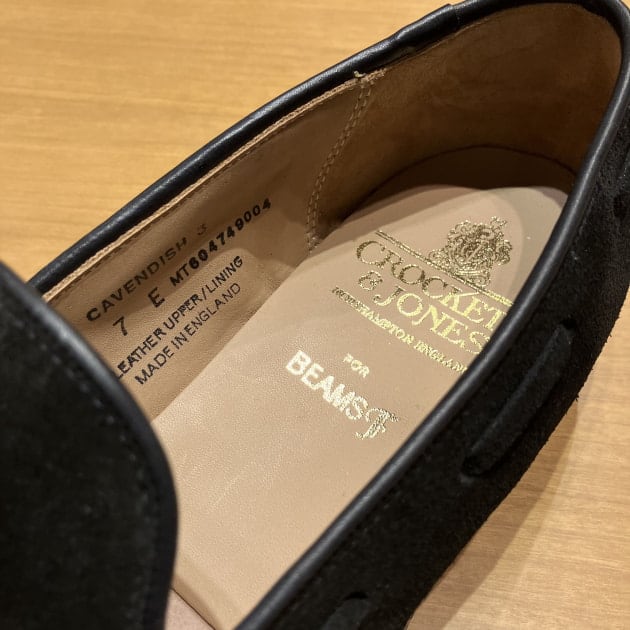 CAVENDISH 3
7 E MT604749004
LEATHER UPPER/LINING
MADE IN ENGLAND
CROCKETT
& JONES
NORTHAMPTON ENGLAND
FOR
BEAMS F